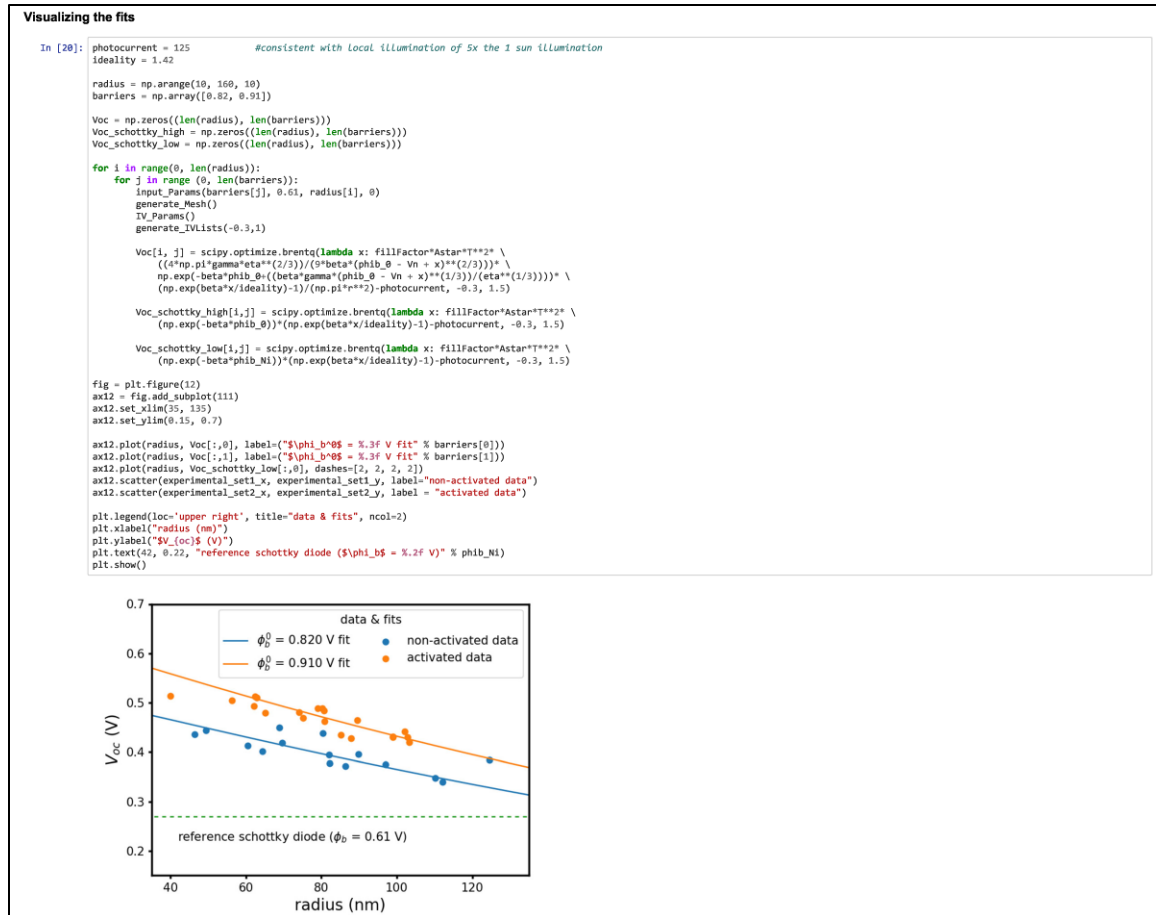 Visualizing the fits
In [20]: photocurrent = 125 #consistent with local illumination of 5x the 1 sun illumination
ideality = 1.42
radius = np.arange(10, 160, 10)
barriers = np.array([0.82, 0.91])
Voc = np.zeros((len(radius), len(barriers)))
Voc_schottky_high = np.zeros((len(radius), len(barriers)))
Voc_schottky_low = np.zeros((len(radius), len(barriers)))
for i in range(0, len(radius)):
for j in range (0, len(barriers)):
input_Params(barriers[j], 0.61, radius[i], 0)
generate_Mesh()
IV_Params()
generate_IVLists(-0.3,1)
Voc[i, j] = scipy.optimize.brentq(lambda x: fillFactor*Astar*T**2* \
((4*np.pi*gamma*eta**(2/3))/(9*beta*(phib_0 - Vn + x)**(2/3)))* \
np.exp(-beta*phib_0+((beta*gamma*(phib_0 - Vn + x)**(1/3))/(eta**(1/3))))* \
(np.exp(beta*x/ideality)-1)/(np.pi*r**2)-photocurrent, -0.3, 1.5)
Voc_schottky_high[i,j] = scipy.optimize.brentq(lambda x: fillFactor*Astar*T**2* \
(np.exp(-beta*phib_0))*(np.exp(beta*x/ideality)-1)-photocurrent, -0.3, 1.5)
Voc_schottky_low[i,j] = scipy.optimize.brentq(lambda x: fillFactor*Astar*T**2* \
(np.exp(-beta*phib_Ni))*(np.exp(beta*x/ideality)-1)-photocurrent, -0.3, 1.5)
fig = plt.figure(12)
ax12 = fig.add_subplot(111)
ax12.set_xlim(35, 135)
ax12.set_ylim(0.15, 0.7)
ax12.plot(radius, Voc[:,0], label=("$\phi_b^0$ = %.3f V fit" % barriers[0]))
ax12.plot(radius, Voc[:,1], label=("$\phi_b^0$ = %.3f V fit" % barriers[1]))
ax12.plot(radius, Voc_schottky_low[:,0], dashes=[2, 2, 2, 2])
ax12.scatter(experimental_set1_x, experimental_set1_y, label="non-activated data")
ax12.scatter(experimental_set2_x, experimental_set2_y, label = "activated data")
plt.legend(loc='upper right', title="data & fits", ncol=2)
plt.xlabel("radius (nm)")
plt.ylabel("$V_{oc}$ (V)")
plt.text(42, 0.22, "reference schottky diode ($\phi_b$ = %.2f V)" % phib_Ni)
plt.show()
0.7
data & fits
ϕ_b^0 = 0.820 V fit non-activated data
ϕ_b^0 = 0.910 V fit activated data
0.6
0.5
0.4
0.3
0.2
V_oc (V)
reference schottky diode (ϕ_b = 0.61 V)
40 60 80 100 120
radius (nm)